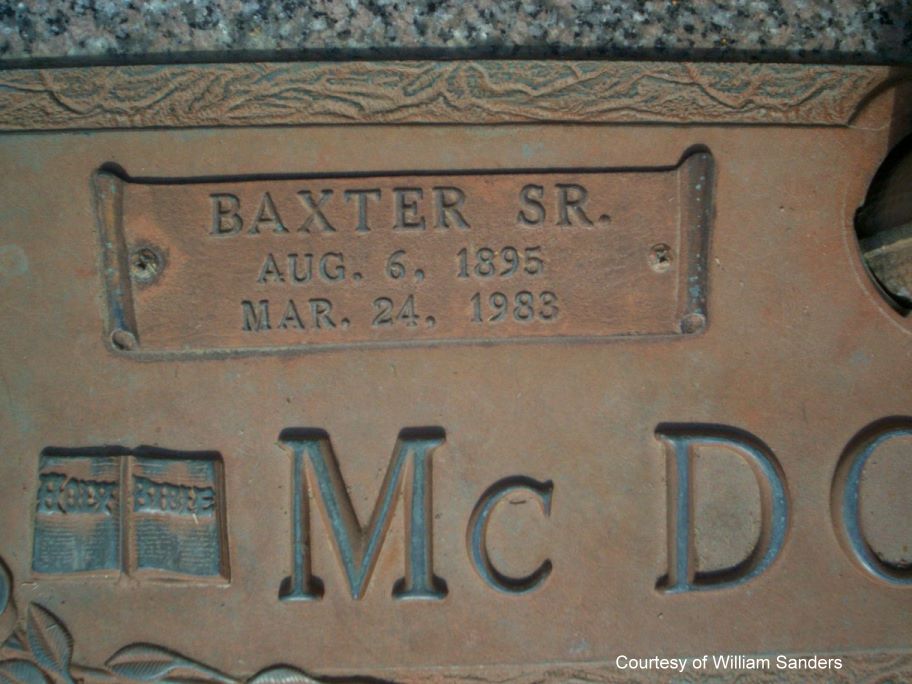 BAXTER SR.
AUG. 6, 1895
MAR. 24, 1983
HOLY BIBLE
Mc DO
Courtesy of William Sanders